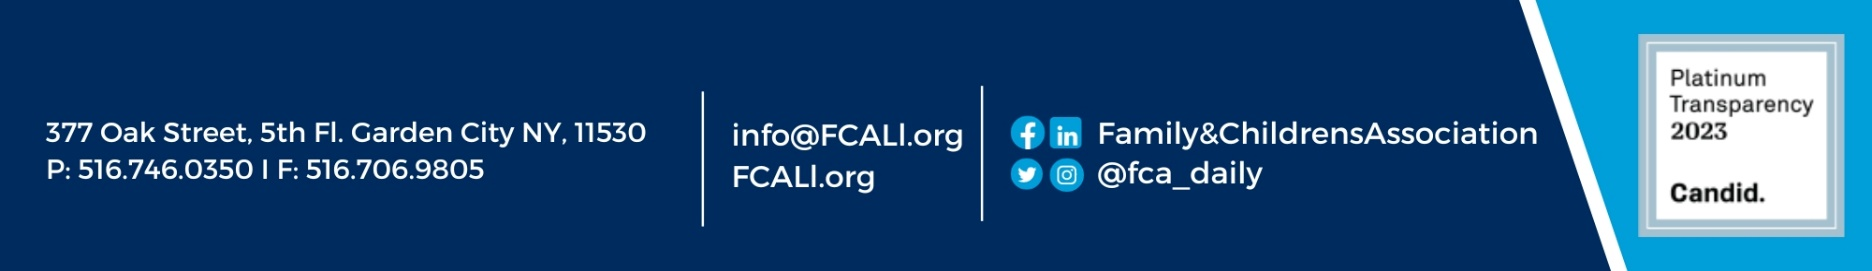 377 Oak Street, 5th Fl. Garden City NY, 11530
P: 516.746.0350 I F: 516.706.9805
info@FCALI.org
FCALI.org
Family&ChildrensAssociation
@fca_daily
Platinum
Transparency
2023
Candid.